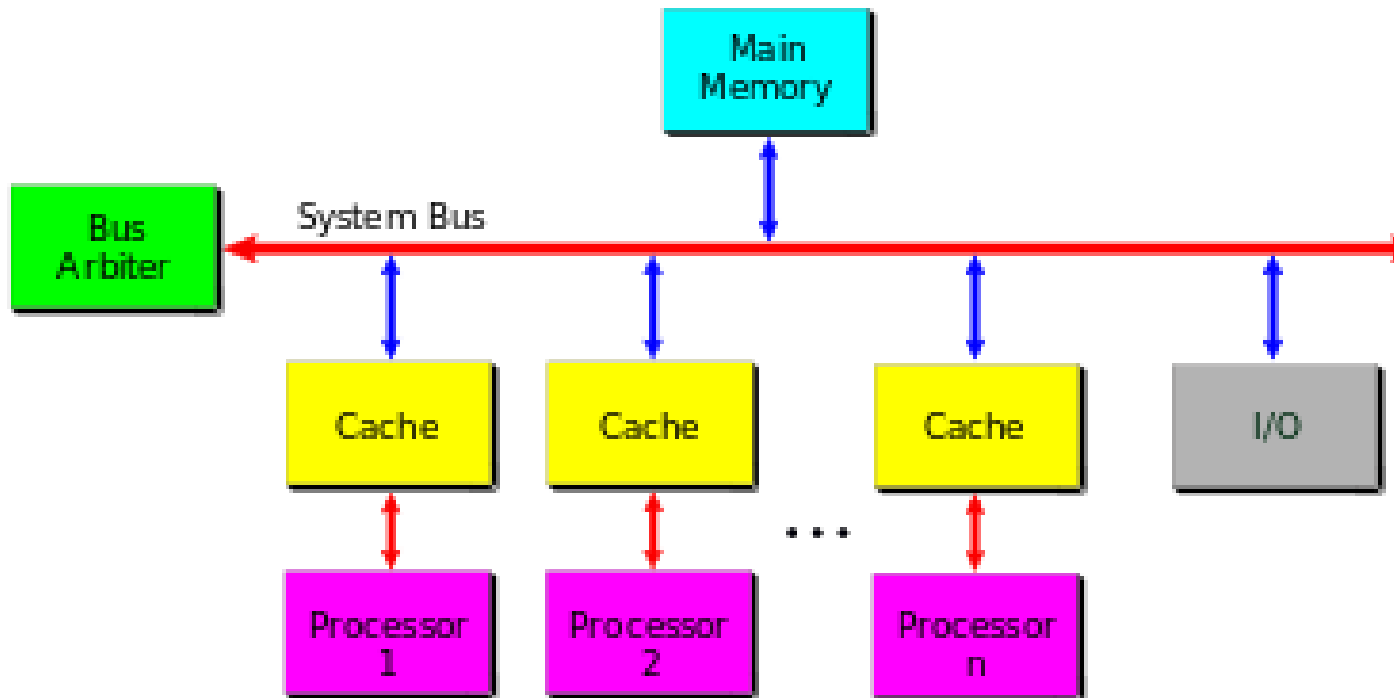 Main
Memory
Bus
Arbiter
System Bus
Cache
Cache
Cache
I/O
...
Processor
1
Processor
2
Processor
n